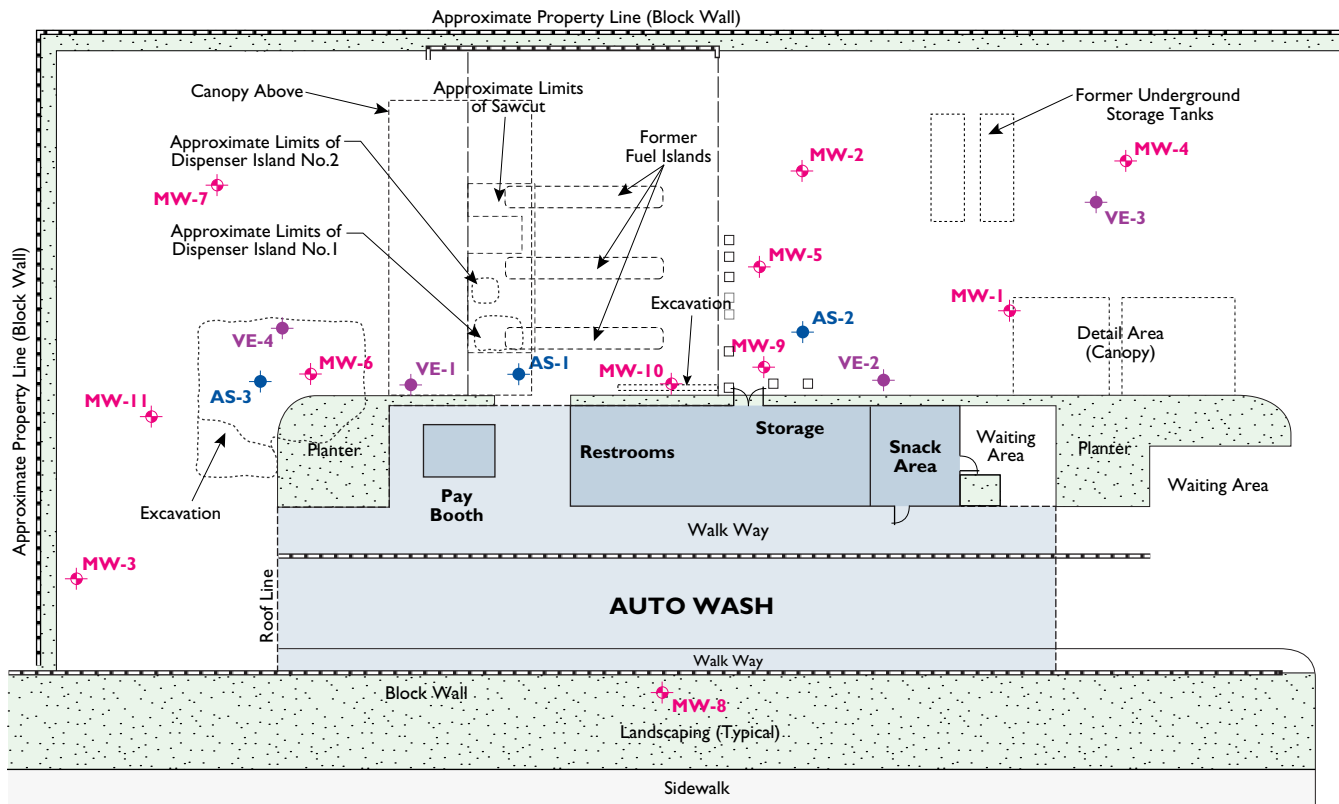 Approximate Property Line (Block Wall)
Canopy Above
Approximate Limits
of Sawcut
Former Underground
Storage Tanks
Approximate Limits of
Dispenser Island No.2
Former
Fuel Islands
MW-2
MW-4
MW-7
VE-3
Approximate Limits of
Dispenser Island No.1
MW-5
Excavation
MW-1
VE-4
AS-2
Detail Area
(Canopy)
MW-6
VE-1
AS-1
MW-10
MW-9
VE-2
AS-3
MW-11
Approximate Property Line (Block Wall)
Planter
Restrooms
Storage
Snack
Area
Waiting
Area
Planter
Waiting Area
Excavation
Pay
Booth
Walk Way
MW-3
Roof Line
AUTO WASH
Walk Way
Block Wall
MW-8
Landscaping (Typical)
Sidewalk